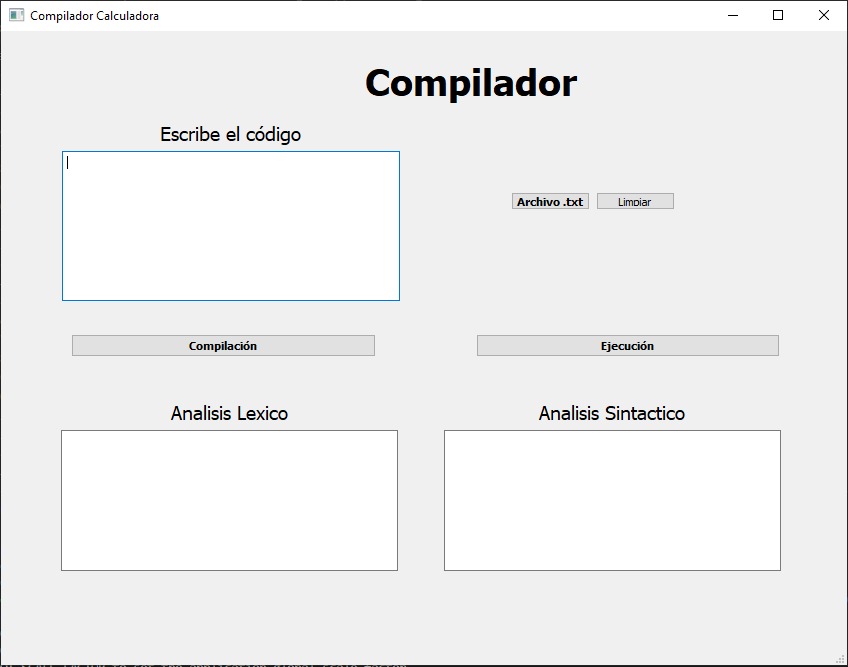 Compilador Calculadora
Compilador
Escribe el código
Archivo .txt
Limpiar
Compilación
Ejecución
Analisis Lexico
Analisis Sintactico